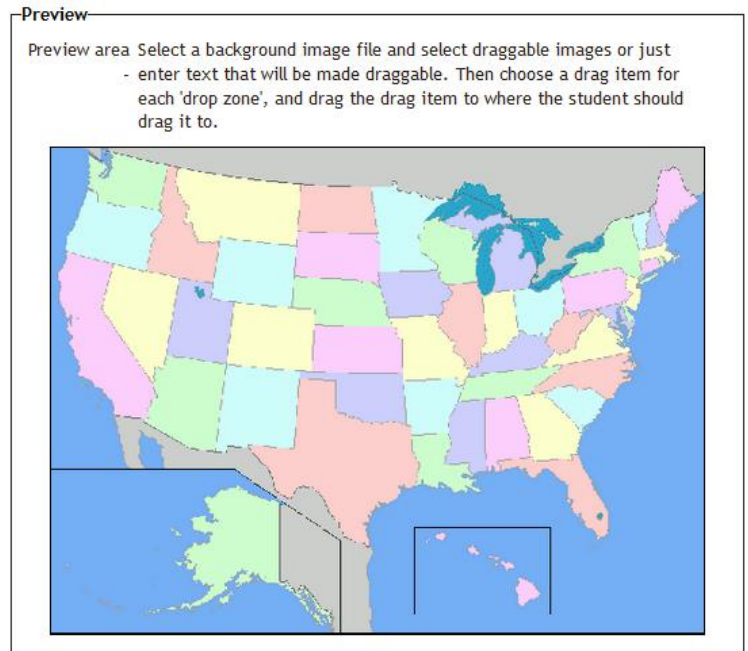 Preview
Preview area Select a background image file and select draggable images or just
- enter text that will be made draggable. Then choose a drag item for
each 'drop zone', and drag the drag item to where the student should
drag it to.